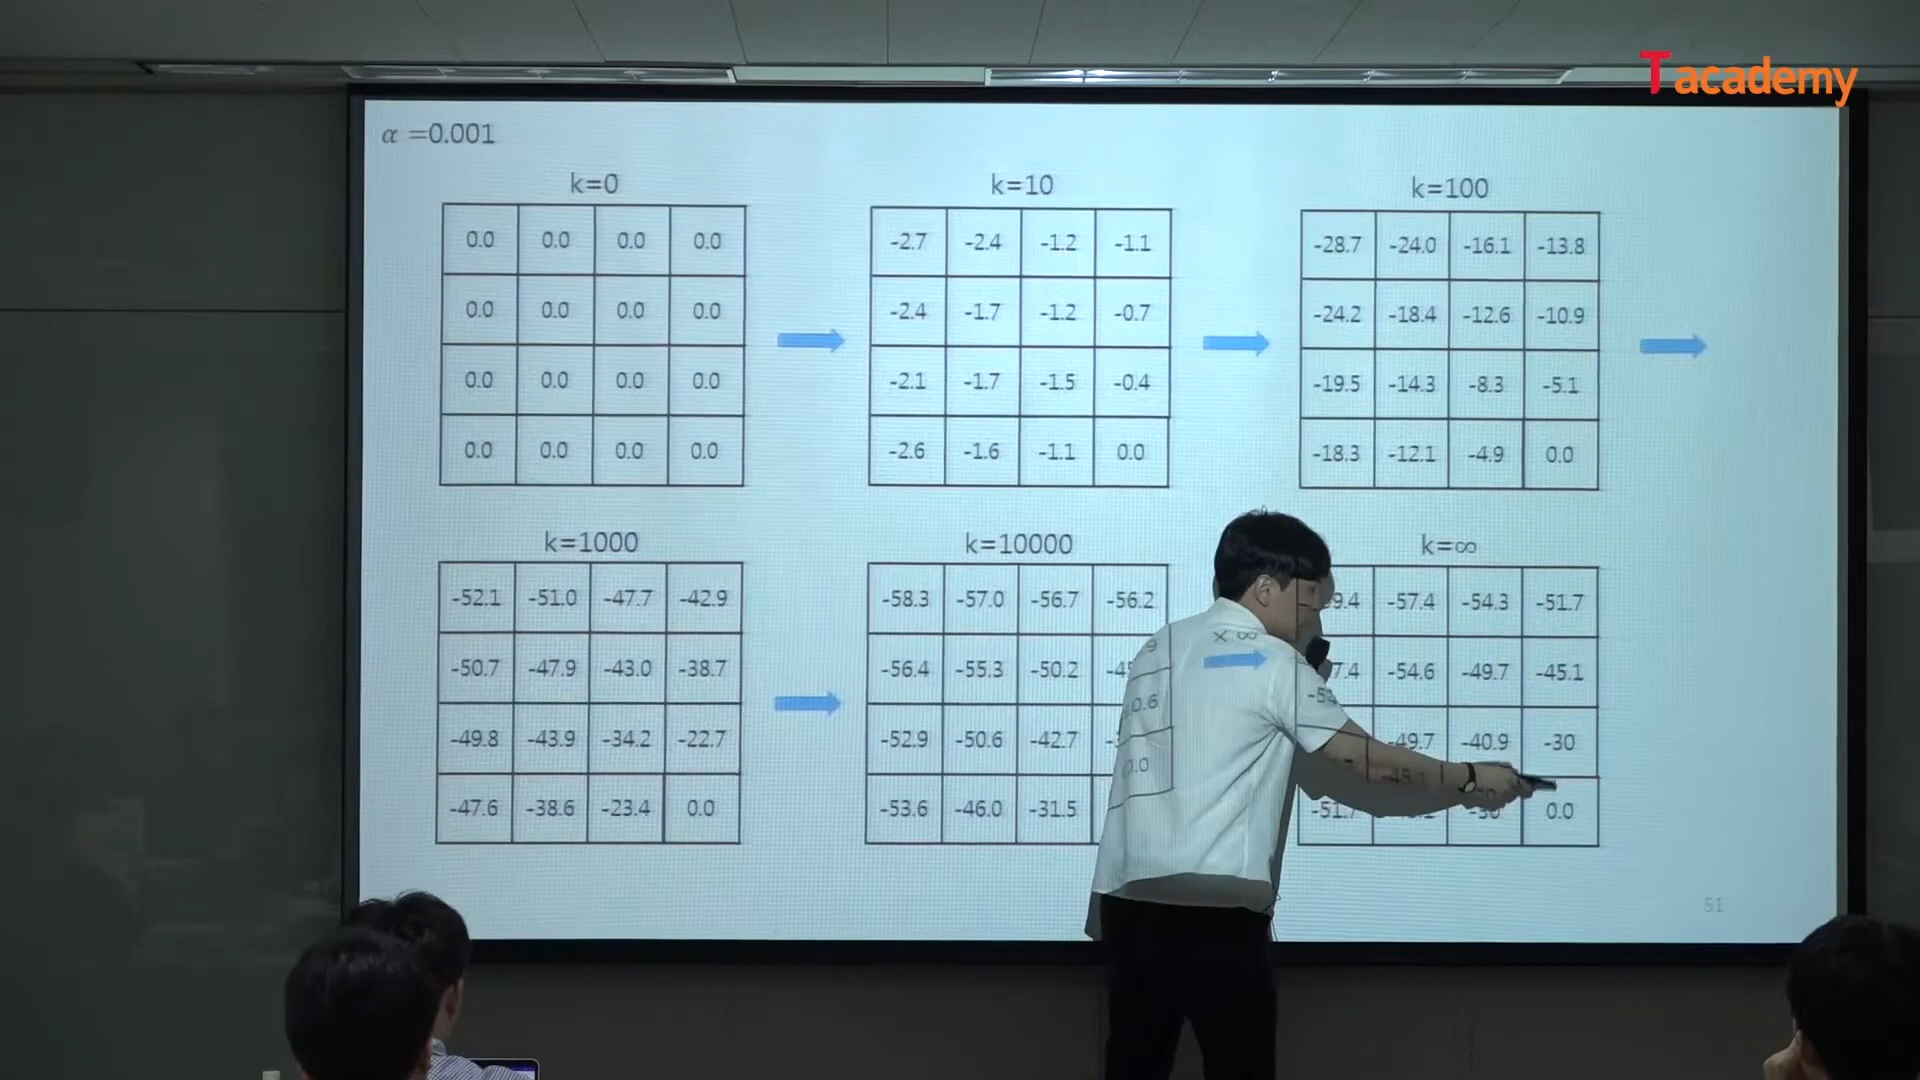 Tacademy
α =0.001
k=0
0.0 0.0 0.0 0.0
0.0 0.0 0.0 0.0
0.0 0.0 0.0 0.0
0.0 0.0 0.0 0.0
k=10
-2.7 -2.4 -1.2 -1.1
-2.4 -1.7 -1.2 -0.7
-2.1 -1.7 -1.5 -0.4
-2.6 -1.6 -1.1 0.0
k=100
-28.7 -24.0 -16.1 -13.8
-24.2 -18.4 -12.6 -10.9
-19.5 -14.3 -8.3 -5.1
-18.3 -12.1 -4.9 0.0
k=1000
-52.1 -51.0 -47.7 -42.9
-50.7 -47.9 -43.0 -38.7
-49.8 -43.9 -34.2 -22.7
-47.6 -38.6 -23.4 0.0
k=10000
-58.3 -57.0 -56.7 -56.2
-56.4 -55.3 -50.2
-52.9 -50.6 -42.7
-53.6 -46.0 -31.5
x ∞
k=∞
-57.4 -54.3 -51.7
-54.6 -49.7 -45.1
-49.7 -40.9 -30
-51.7 -30 0.0
51